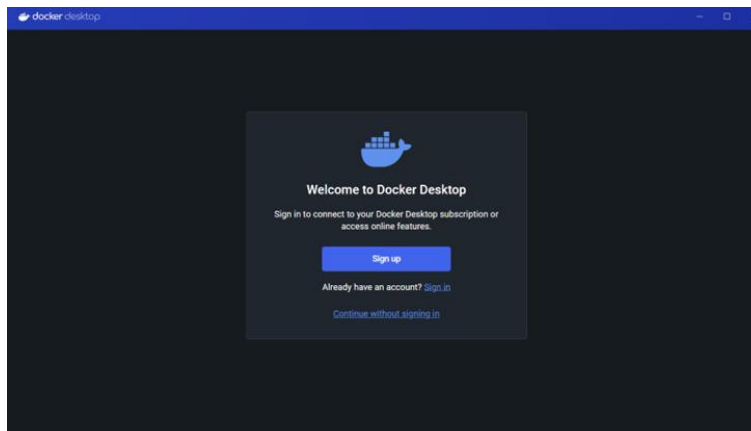 docker desktop
Welcome to Docker Desktop
Sign in to connect to your Docker Desktop subscription or
access online features.
Sign up
Already have an account? Sign in
Continue without signing in